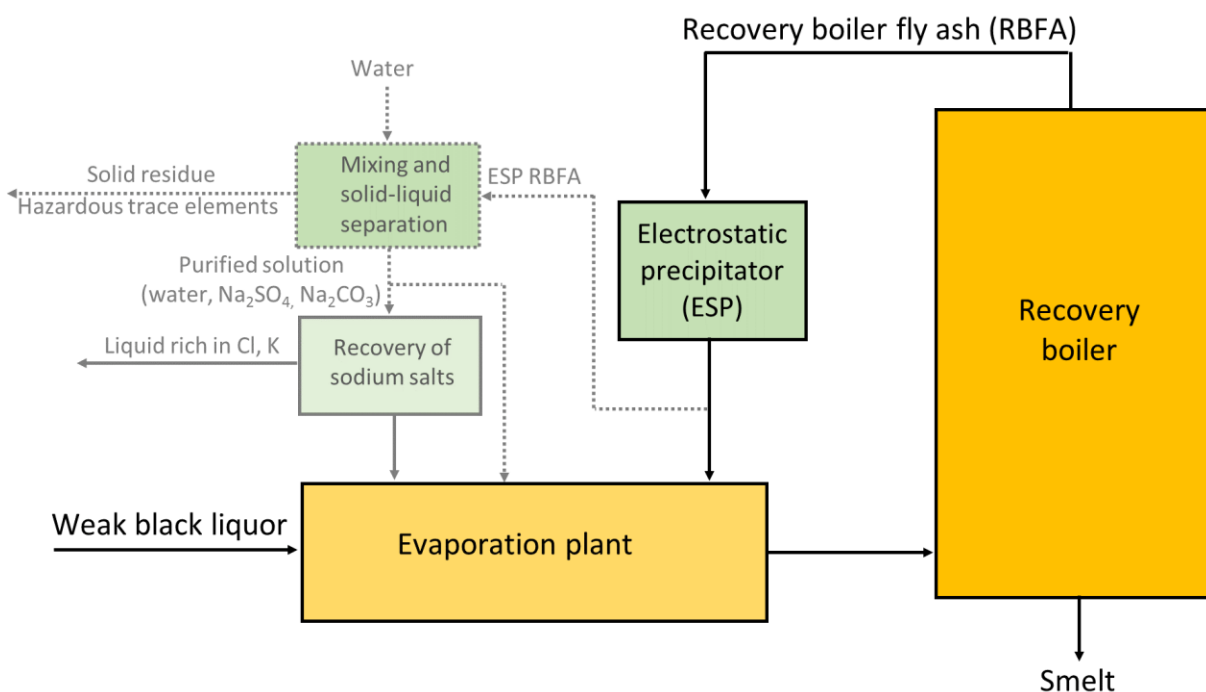 Recovery boiler fly ash (RBFA)
Water
Solid residue
Hazardous trace elements
Mixing and
solid-liquid
separation
ESP RBFA
Electrostatic
precipitator
(ESP)
Recovery
boiler
Purified solution
(water, Na₂SO₄, Na₂CO₃)
Liquid rich in Cl, K
Recovery of
sodium salts
Weak black liquor
Evaporation plant
Smelt